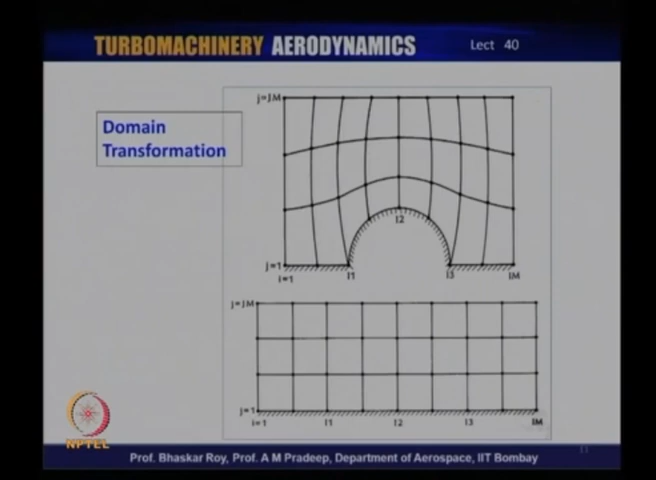 TURBOMACHINERY AERODYNAMICS
Lect 40
Domain
Transformation
j=JM
I2
j=1
i=1
I1
I3
IM
j=JM
j=1
i=1
I1
I2
I3
IM
NPTEL
Prof. Bhaskar Roy, Prof. A M Pradeep, Department of Aerospace, IIT Bombay
11